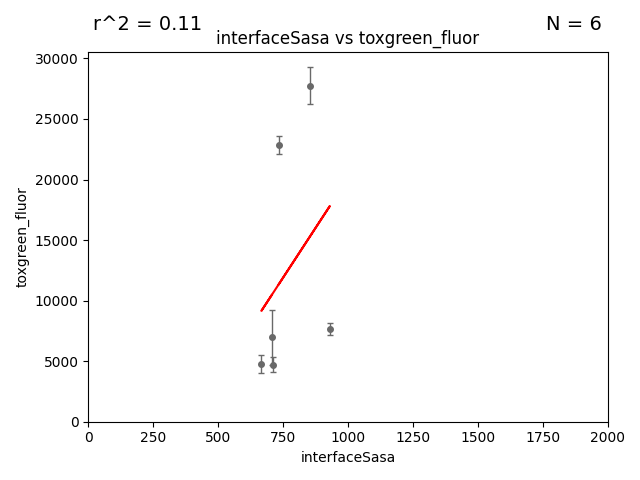 r^2 = 0.11
N = 6
interfaceSasa vs toxgreen_fluor
30000
25000
20000
15000
10000
5000
0
toxgreen_fluor
0 250 500 750 1000 1250 1500 1750 2000
interfaceSasa